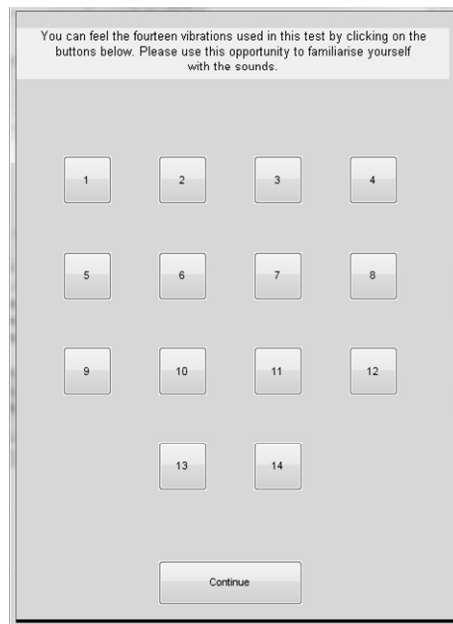 You can feel the fourteen vibrations used in this test by clicking on the
buttons below. Please use this opportunity to familiarise yourself
with the sounds.
1 2 3 4
5 6 7 8
9 10 11 12
13 14
Continue